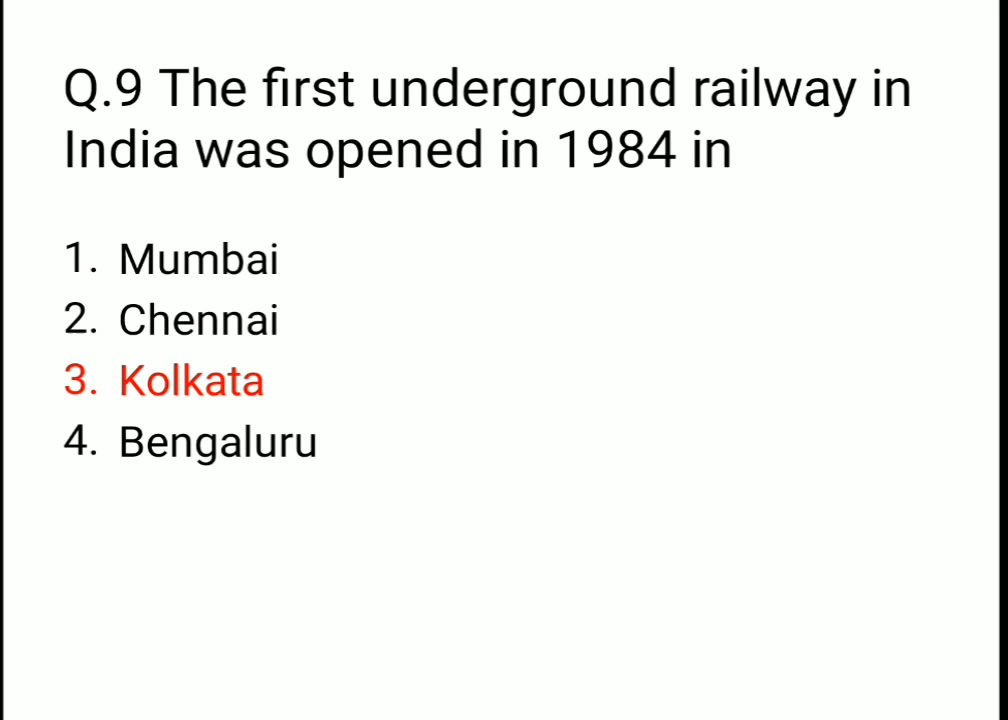 Q.9 The first underground railway in
India was opened in 1984 in
1. Mumbai
2. Chennai
3. Kolkata
4. Bengaluru